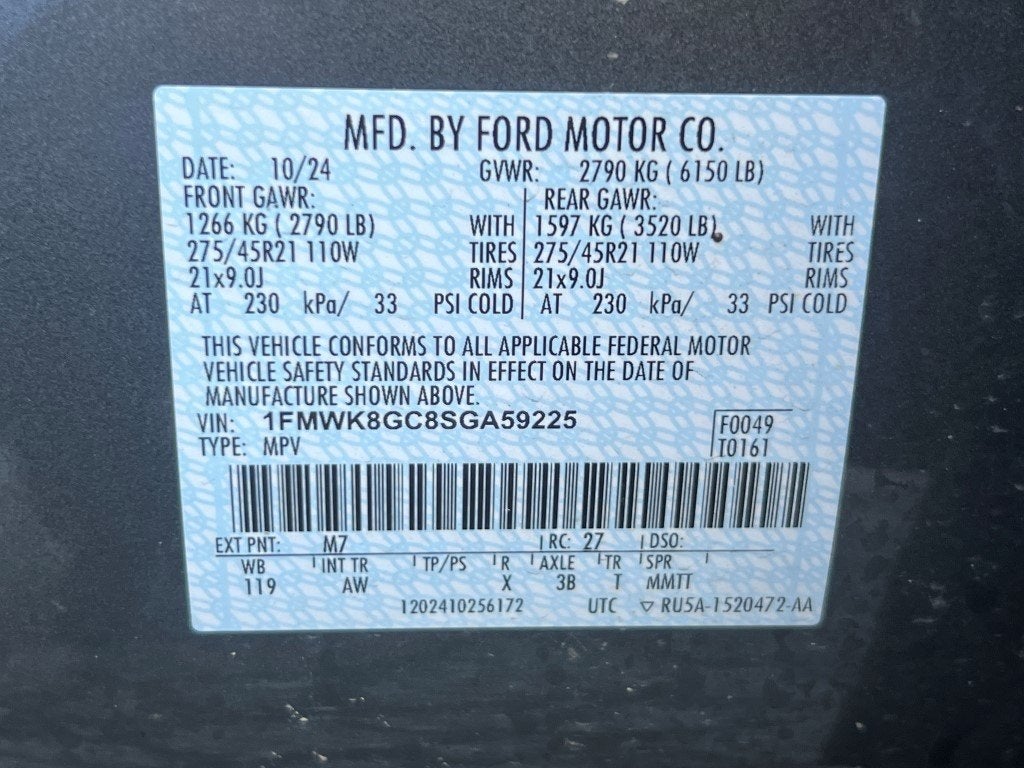 MFD. BY FORD MOTOR CO.
DATE: 10/24 GVWR: 2790 KG ( 6150 LB)
FRONT GAWR: REAR GAWR:
1266 KG ( 2790 LB) WITH 1597 KG ( 3520 LB) WITH
275/45R21 110W TIRES 275/45R21 110W TIRES
21x9.0J RIMS 21x9.0J RIMS
AT 230 kPa/ 33 PSI COLD AT 230 kPa/ 33 PSI COLD
THIS VEHICLE CONFORMS TO ALL APPLICABLE FEDERAL MOTOR
VEHICLE SAFETY STANDARDS IN EFFECT ON THE DATE OF
MANUFACTURE SHOWN ABOVE.
VIN: 1FMWK8GC8SGA59225 F0049
TYPE: MPV I0161
EXT PNT: M7 RC: 27 DSO:
WB INT TR TP/PS R AXLE TR SPR
119 AW X 3B T MMTT
1202410256172 UTC ▽ RU5A-1520472-AA